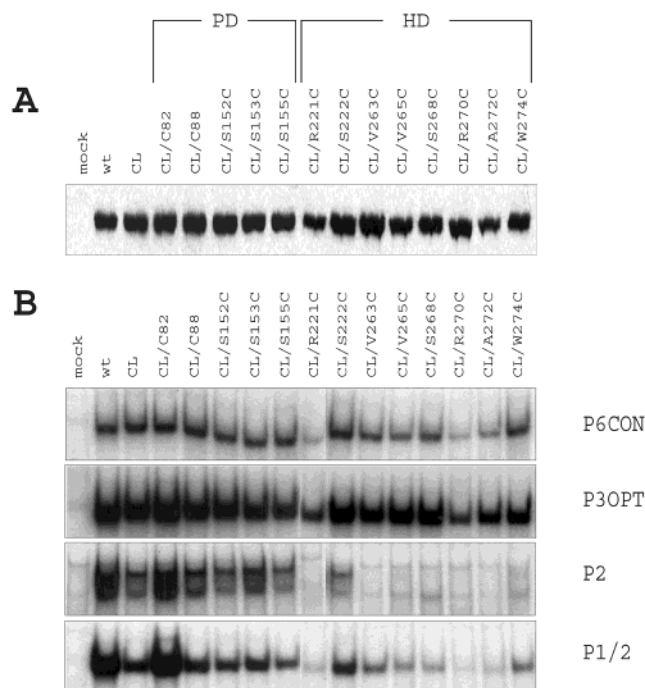 PD HD
A
mock
wt
CL
CL/C82
CL/C88
CL/S152C
CL/S153C
CL/S155C
CL/R221C
CL/S222C
CL/V263C
CL/V265C
CL/S268C
CL/R270C
CL/A272C
CL/W274C
B
mock
wt
CL
CL/C82
CL/C88
CL/S152C
CL/S153C
CL/S155C
CL/R221C
CL/S222C
CL/V263C
CL/V265C
CL/S268C
CL/R270C
CL/A272C
CL/W274C
P6CON
P3OPT
P2
P1/2